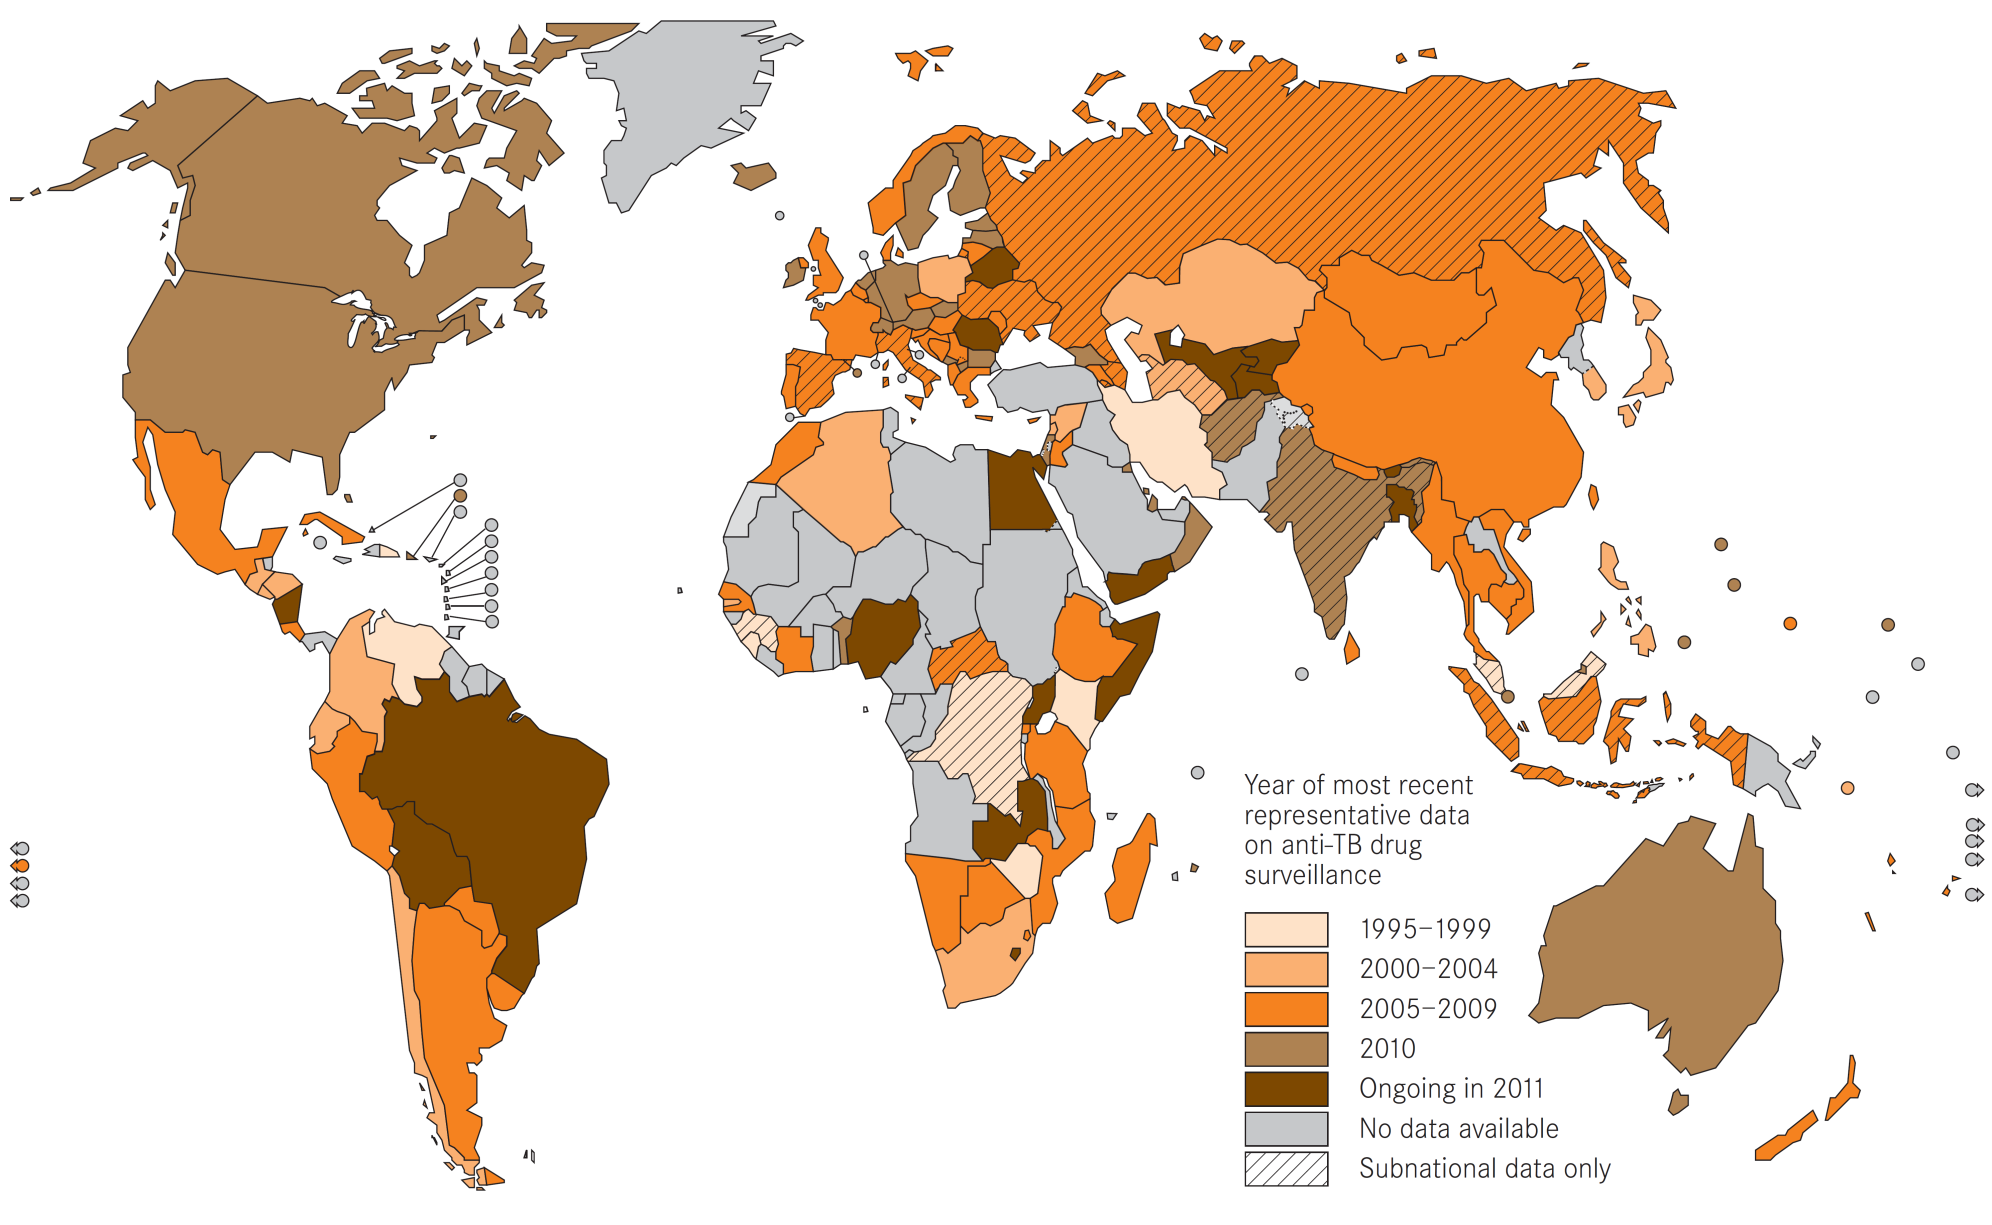 Year of most recent
representative data
on anti-TB drug
surveillance
1995–1999
2000–2004
2005–2009
2010
Ongoing in 2011
No data available
Subnational data only